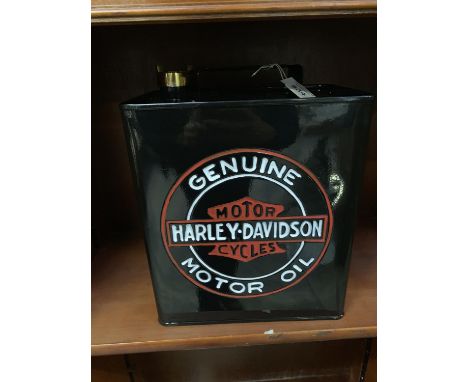 GENUINE
MOTOR
HARLEY-DAVIDSON
CYCLES
MOTOR OIL